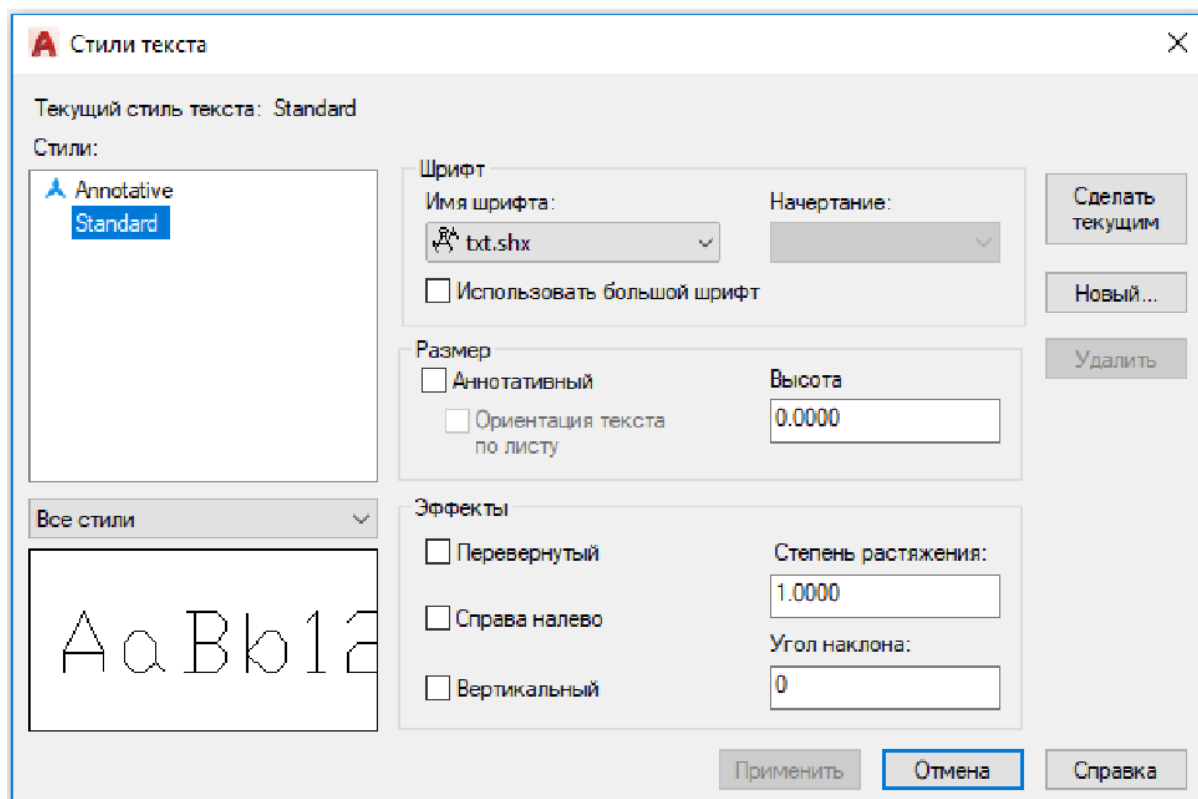 Стили текста
Текущий стиль текста: Standard
Стили:
Annotative
Standard
Все стили
AaBb12
Шрифт
Имя шрифта:
txt.shx
Начертание:
Использовать большой шрифт
Размер
Аннотативный
Ориентация текста
по листу
Высота
0.0000
Эффекты
Перевернутый
Справа налево
Вертикальный
Степень растяжения:
1.0000
Угол наклона:
0
Сделать
текущим
Новый...
Удалить
Применить
Отмена
Справка